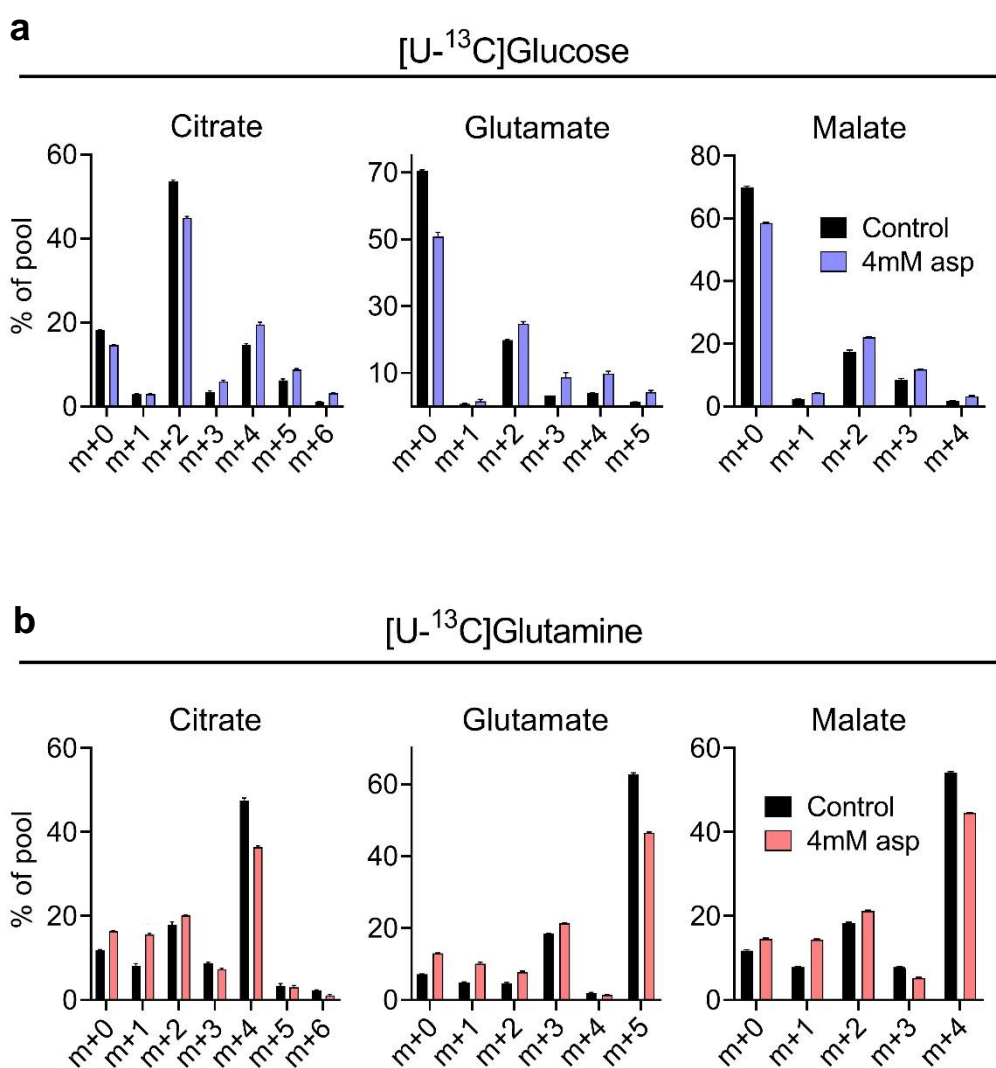 a
[U-¹³C]Glucose
Citrate
Glutamate
Malate
% of pool
60
40
20
0
m+0 m+1 m+2 m+3 m+4 m+5 m+6
70
50
30
10
m+0 m+1 m+2 m+3 m+4 m+5
80
60
40
20
0
m+0 m+1 m+2 m+3 m+4
Control
4mM asp
b
[U-¹³C]Glutamine
Citrate
Glutamate
Malate
% of pool
60
40
20
0
m+0 m+1 m+2 m+3 m+4 m+5 m+6
60
40
20
0
m+0 m+1 m+2 m+3 m+4 m+5
60
40
20
0
m+0 m+1 m+2 m+3 m+4
Control
4mM asp